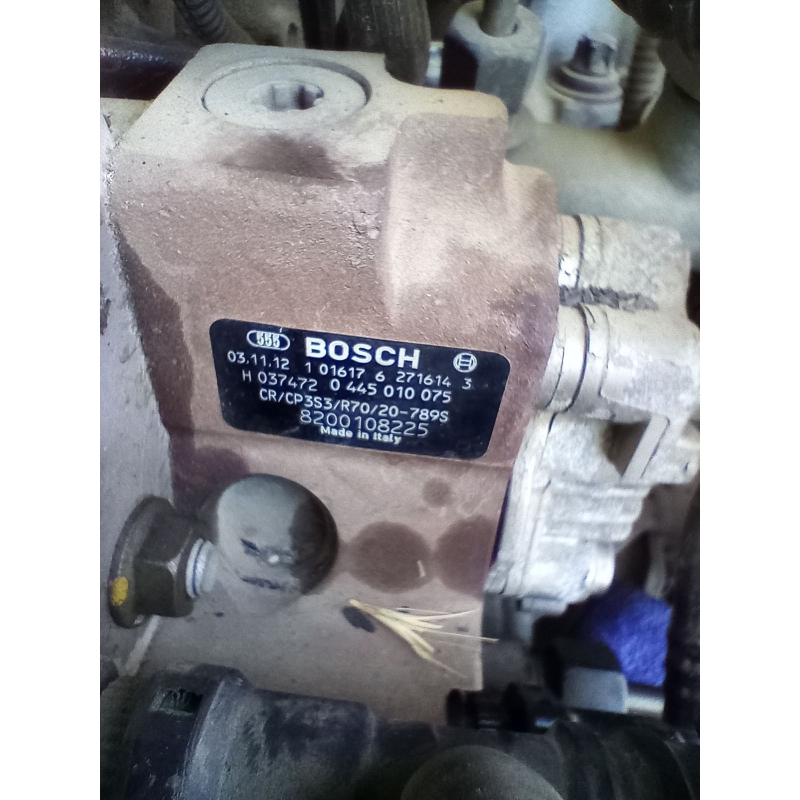 555 BOSCH
03.11.12 1 01617 6 271614 3
H 037472 0 445 010 075
CR/CP3S3/R70/20-789S
8200108225
Made in Italy